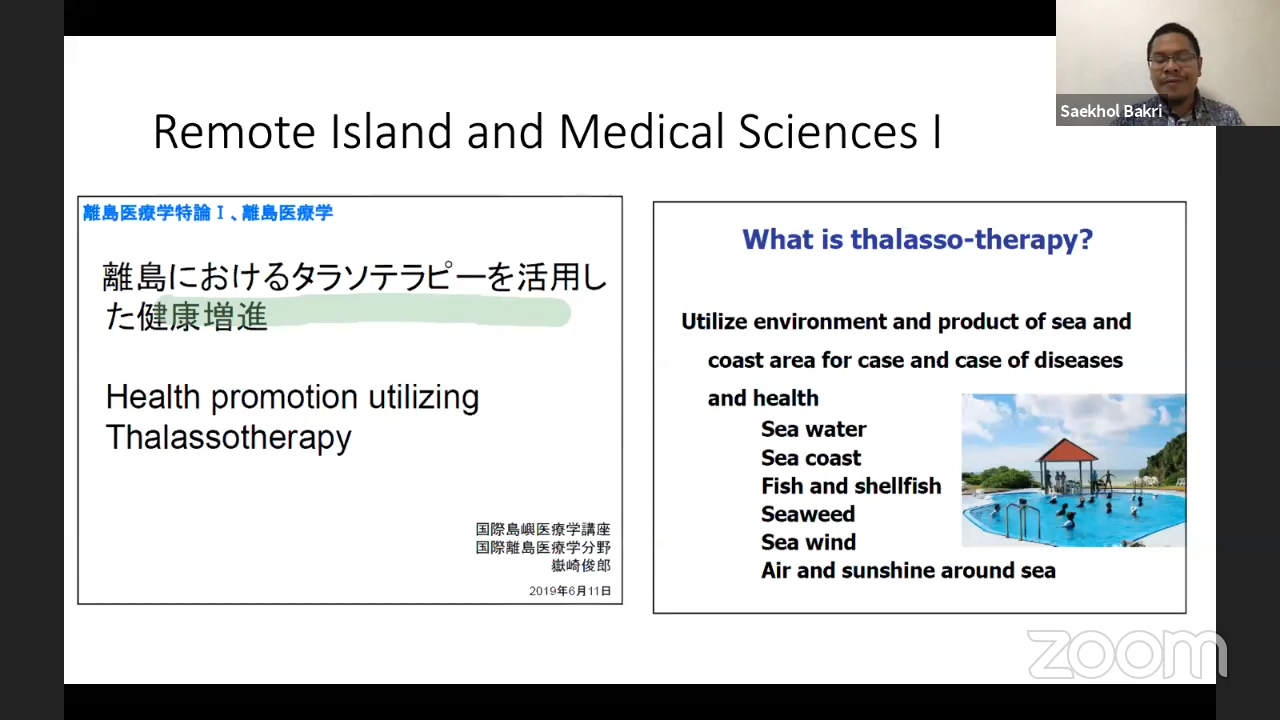 Remote Island and Medical Sciences I
Saekhol Bakri
離島医療学特論Ⅰ、離島医療学
離島におけるタラソテラピーを活用し
た健康増進
Health promotion utilizing
Thalassotherapy
国際島嶼医療学講座
国際離島医療学分野
嶽崎俊郎
2019年6月11日
What is thalasso-therapy?
Utilize environment and product of sea and
coast area for case and case of diseases
and health
Sea water
Sea coast
Fish and shellfish
Seaweed
Sea wind
Air and sunshine around sea
zoom